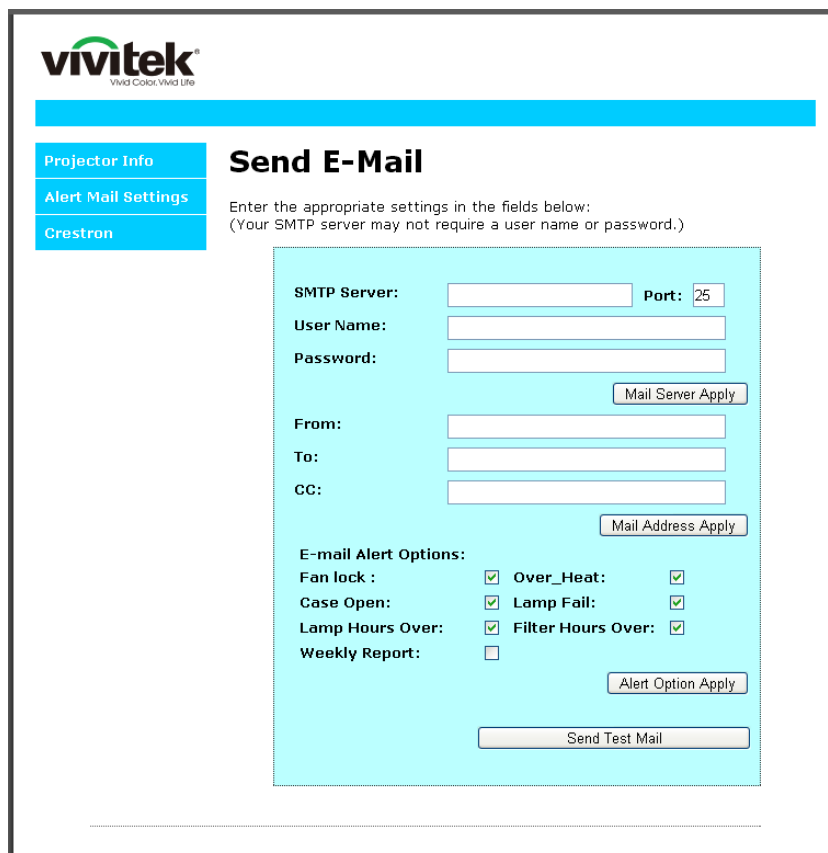 vivitek®
Vivid Color, Vivid Life
Projector Info
Alert Mail Settings
Crestron
Send E-Mail
Enter the appropriate settings in the fields below:
(Your SMTP server may not require a user name or password.)
SMTP Server: Port: 25
User Name:
Password:
Mail Server Apply
From:
To:
CC:
Mail Address Apply
E-mail Alert Options:
Fan lock : Over_Heat:
Case Open: Lamp Fail:
Lamp Hours Over: Filter Hours Over:
Weekly Report:
Alert Option Apply
Send Test Mail